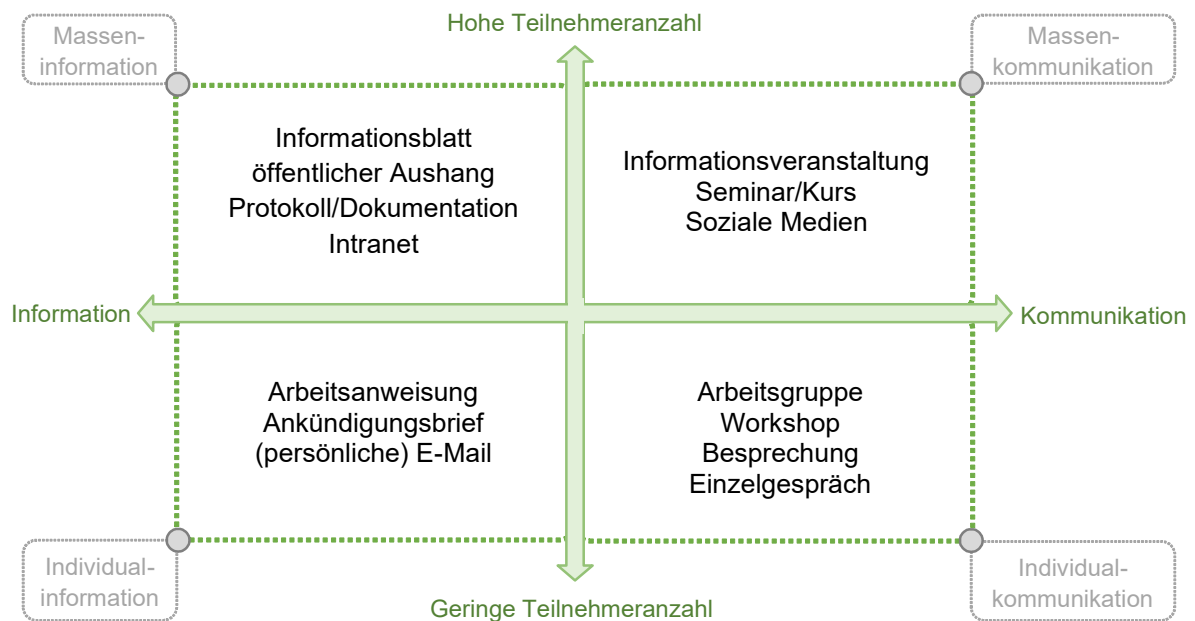 Hohe Teilnehmeranzahl
Massen-
information
Massen-
kommunikation
Informationsblatt
öffentlicher Aushang
Protokoll/Dokumentation
Intranet
Informationsveranstaltung
Seminar/Kurs
Soziale Medien
Information
Kommunikation
Arbeitsanweisung
Ankündigungsbrief
(persönliche) E-Mail
Arbeitsgruppe
Workshop
Besprechung
Einzelgespräch
Individual-
information
Individual-
kommunikation
Geringe Teilnehmeranzahl